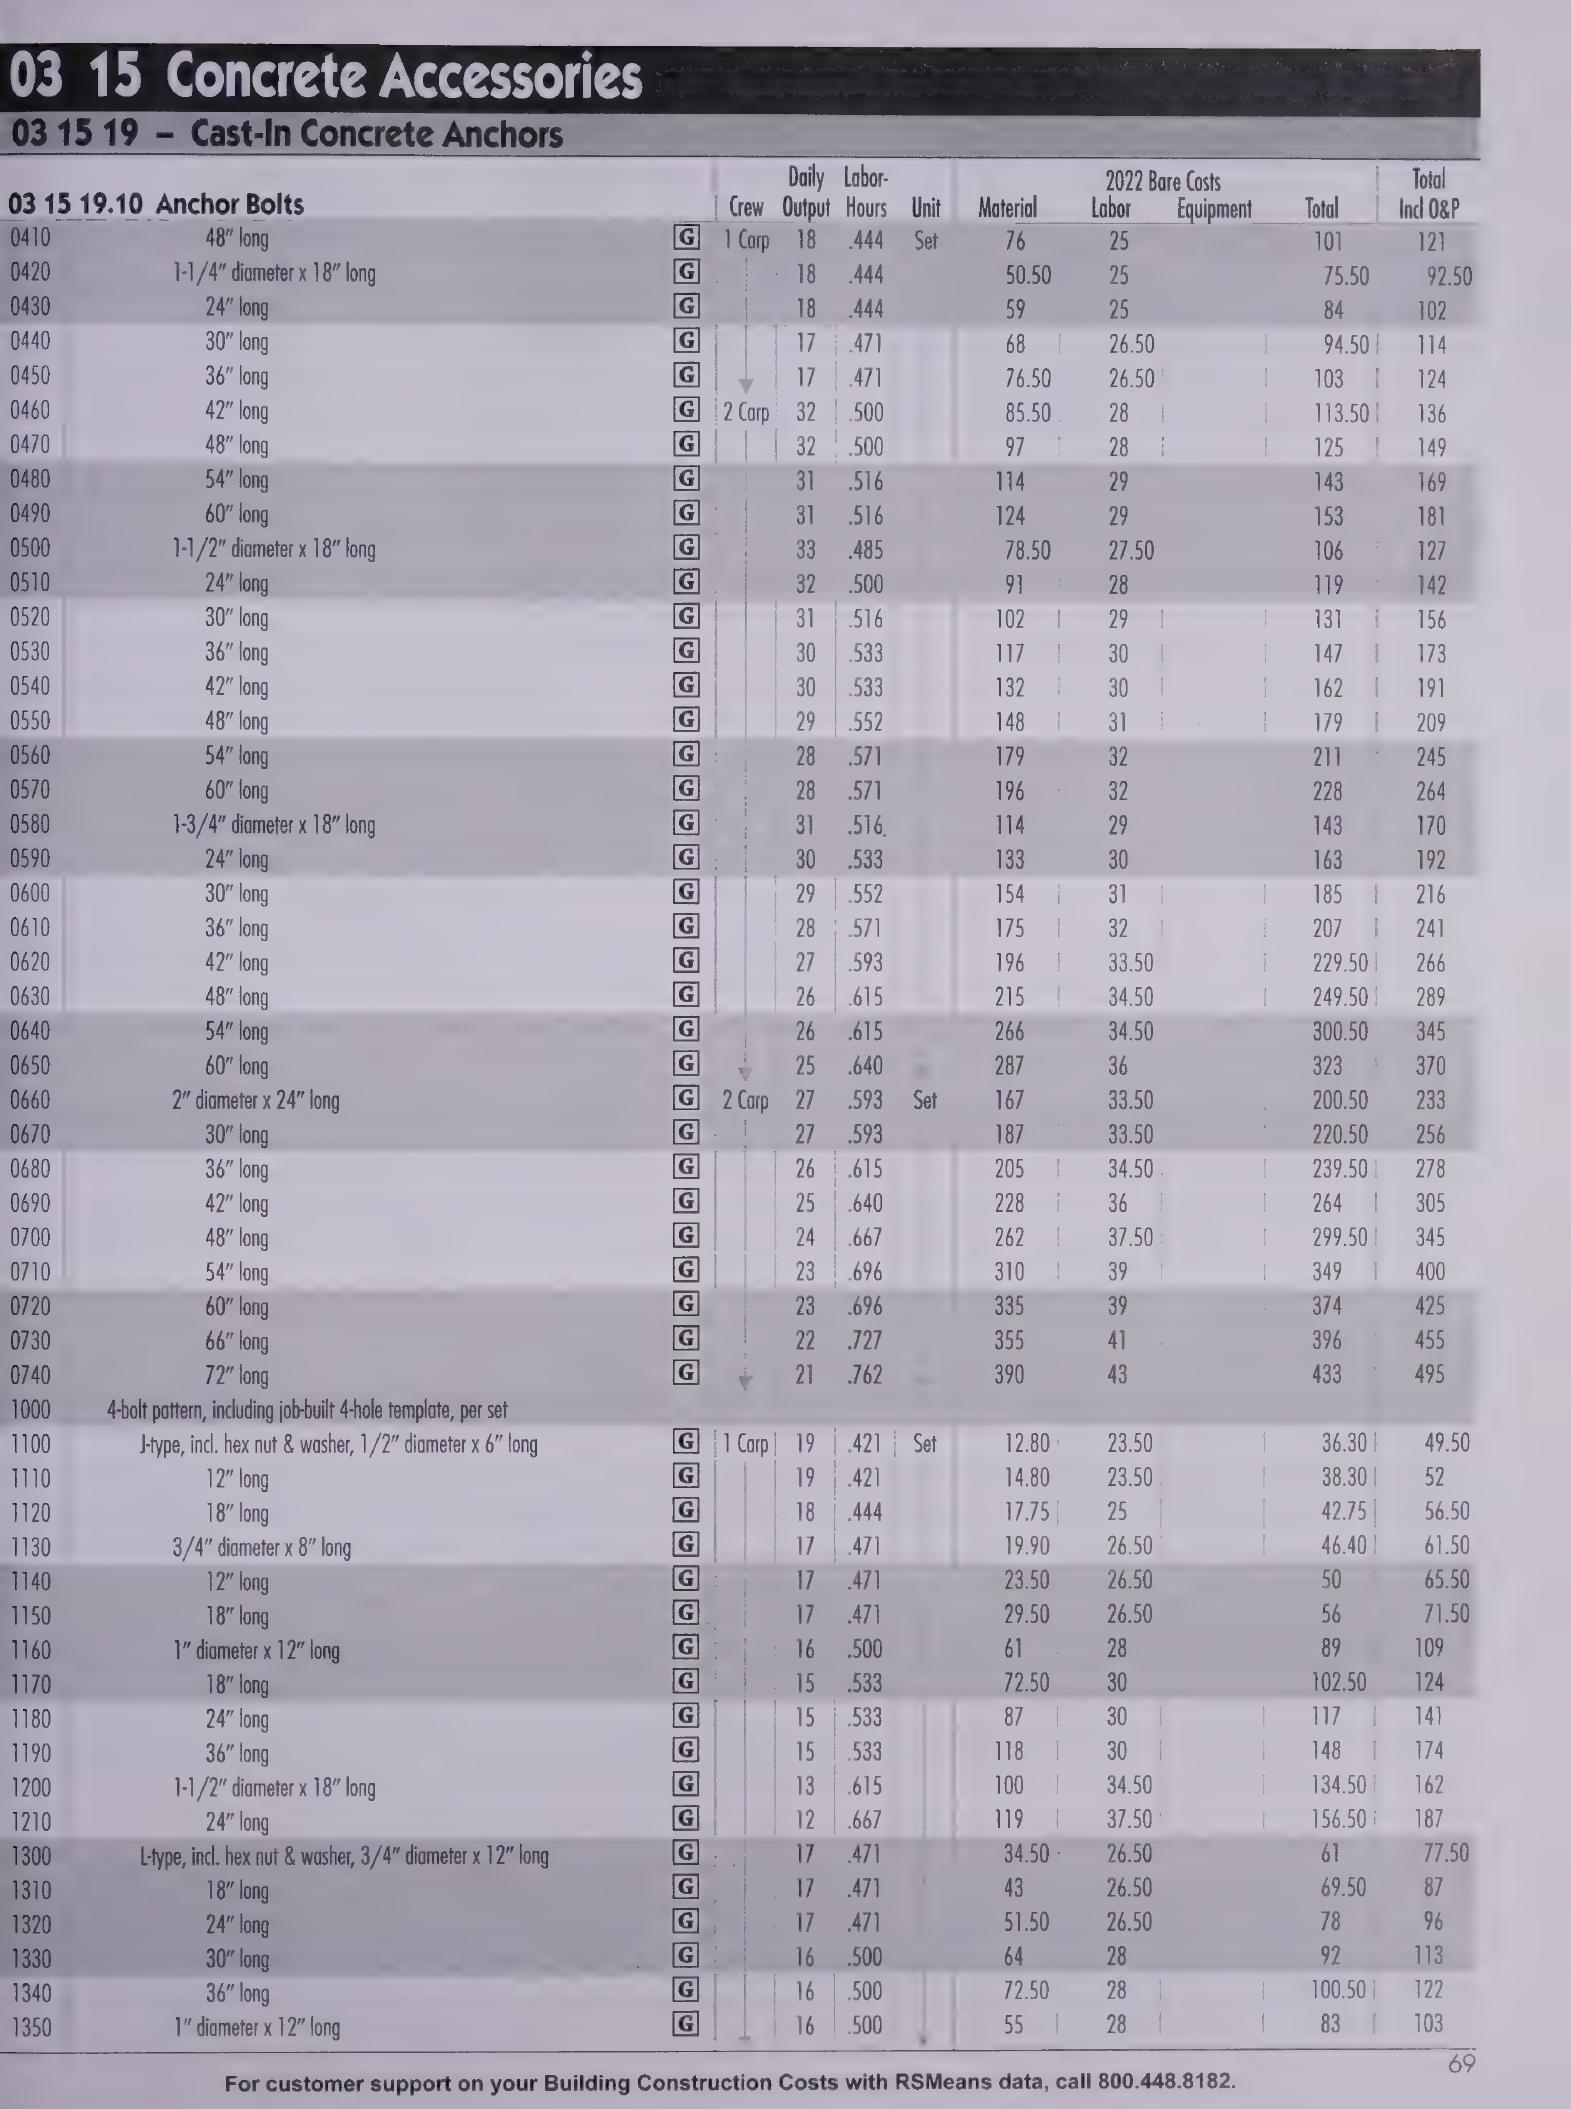 03 15 Concrete Accessories
03 15 19 – Cast-In Concrete Anchors
Daily Labor- 2022 Bare Costs Total
03 15 19.10 Anchor Bolts Crew Output Hours Unit Material Labor Equipment Total Incl O&P
0410 48" long G 1 Carp 18 .444 Set 76 25 101 121
0420 1-1/4" diameter x 18" long G 18 .444 50.50 25 75.50 92.50
0430 24" long G 18 .444 59 25 84 102
0440 30" long G 17 .471 68 26.50 94.50 114
0450 36" long G 17 .471 76.50 26.50 103 124
0460 42" long G 2 Carp 32 .500 85.50 28 113.50 136
0470 48" long G 32 .500 97 28 125 149
0480 54" long G 31 .516 114 29 143 169
0490 60" long G 31 .516 124 29 153 181
0500 1-1/2" diameter x 18" long G 33 .485 78.50 27.50 106 127
0510 24" long G 32 .500 91 28 119 142
0520 30" long G 31 .516 102 29 131 156
0530 36" long G 30 .533 117 30 147 173
0540 42" long G 30 .533 132 30 162 191
0550 48" long G 29 .552 148 31 179 209
0560 54" long G 28 .571 179 32 211 245
0570 60" long G 28 .571 196 32 228 264
0580 1-3/4" diameter x 18" long G 31 .516 114 29 143 170
0590 24" long G 30 .533 133 30 163 192
0600 30" long G 29 .552 154 31 185 216
0610 36" long G 28 .571 175 32 207 241
0620 42" long G 27 .593 196 33.50 229.50 266
0630 48" long G 26 .615 215 34.50 249.50 289
0640 54" long G 26 .615 266 34.50 300.50 345
0650 60" long G 25 .640 287 36 323 370
0660 2" diameter x 24" long G 2 Carp 27 .593 Set 167 33.50 200.50 233
0670 30" long G 27 .593 187 33.50 220.50 256
0680 36" long G 26 .615 205 34.50 239.50 278
0690 42" long G 25 .640 228 36 264 305
0700 48" long G 24 .667 262 37.50 299.50 345
0710 54" long G 23 .696 310 39 349 400
0720 60" long G 23 .696 335 39 374 425
0730 66" long G 22 .727 355 41 396 455
0740 72" long G 21 .762 390 43 433 495
1000 4-bolt pattern, including job-built 4-hole template, per set
1100 J-type, incl. hex nut & washer, 1/2" diameter x 6" long G 1 Carp 19 .421 Set 12.80 23.50 36.30 49.50
1110 12" long G 19 .421 14.80 23.50 38.30 52
1120 18" long G 18 .444 17.75 25 42.75 56.50
1130 3/4" diameter x 8" long G 17 .471 19.90 26.50 46.40 61.50
1140 12" long G 17 .471 23.50 26.50 50 65.50
1150 18" long G 17 .471 29.50 26.50 56 71.50
1160 1" diameter x 12" long G 16 .500 61 28 89 109
1170 18" long G 15 .533 72.50 30 102.50 124
1180 24" long G 15 .533 87 30 117 141
1190 36" long G 15 .533 118 30 148 174
1200 1-1/2" diameter x 18" long G 13 .615 100 34.50 134.50 162
1210 24" long G 12 .667 119 37.50 156.50 187
1300 L-type, incl. hex nut & washer, 3/4" diameter x 12" long G 17 .471 34.50 26.50 61 77.50
1310 18" long G 17 .471 43 26.50 69.50 87
1320 24" long G 17 .471 51.50 26.50 78 96
1330 30" long G 16 .500 64 28 92 113
1340 36" long G 16 .500 72.50 28 100.50 122
1350 1" diameter x 12" long G 16 .500 55 28 83 103
69
For customer support on your Building Construction Costs with RSMeans data, call 800.448.8182.